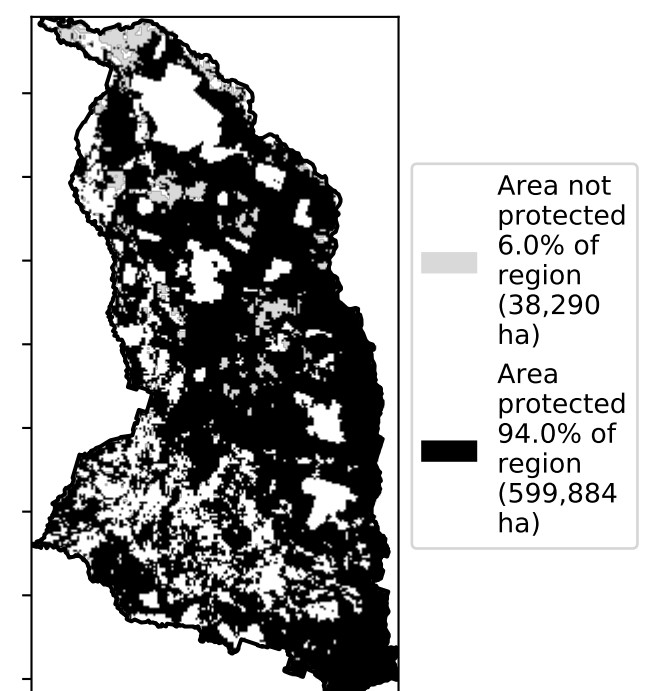 Area not
protected
6.0% of
region
(38,290
ha)
Area
protected
94.0% of
region
(599,884
ha)